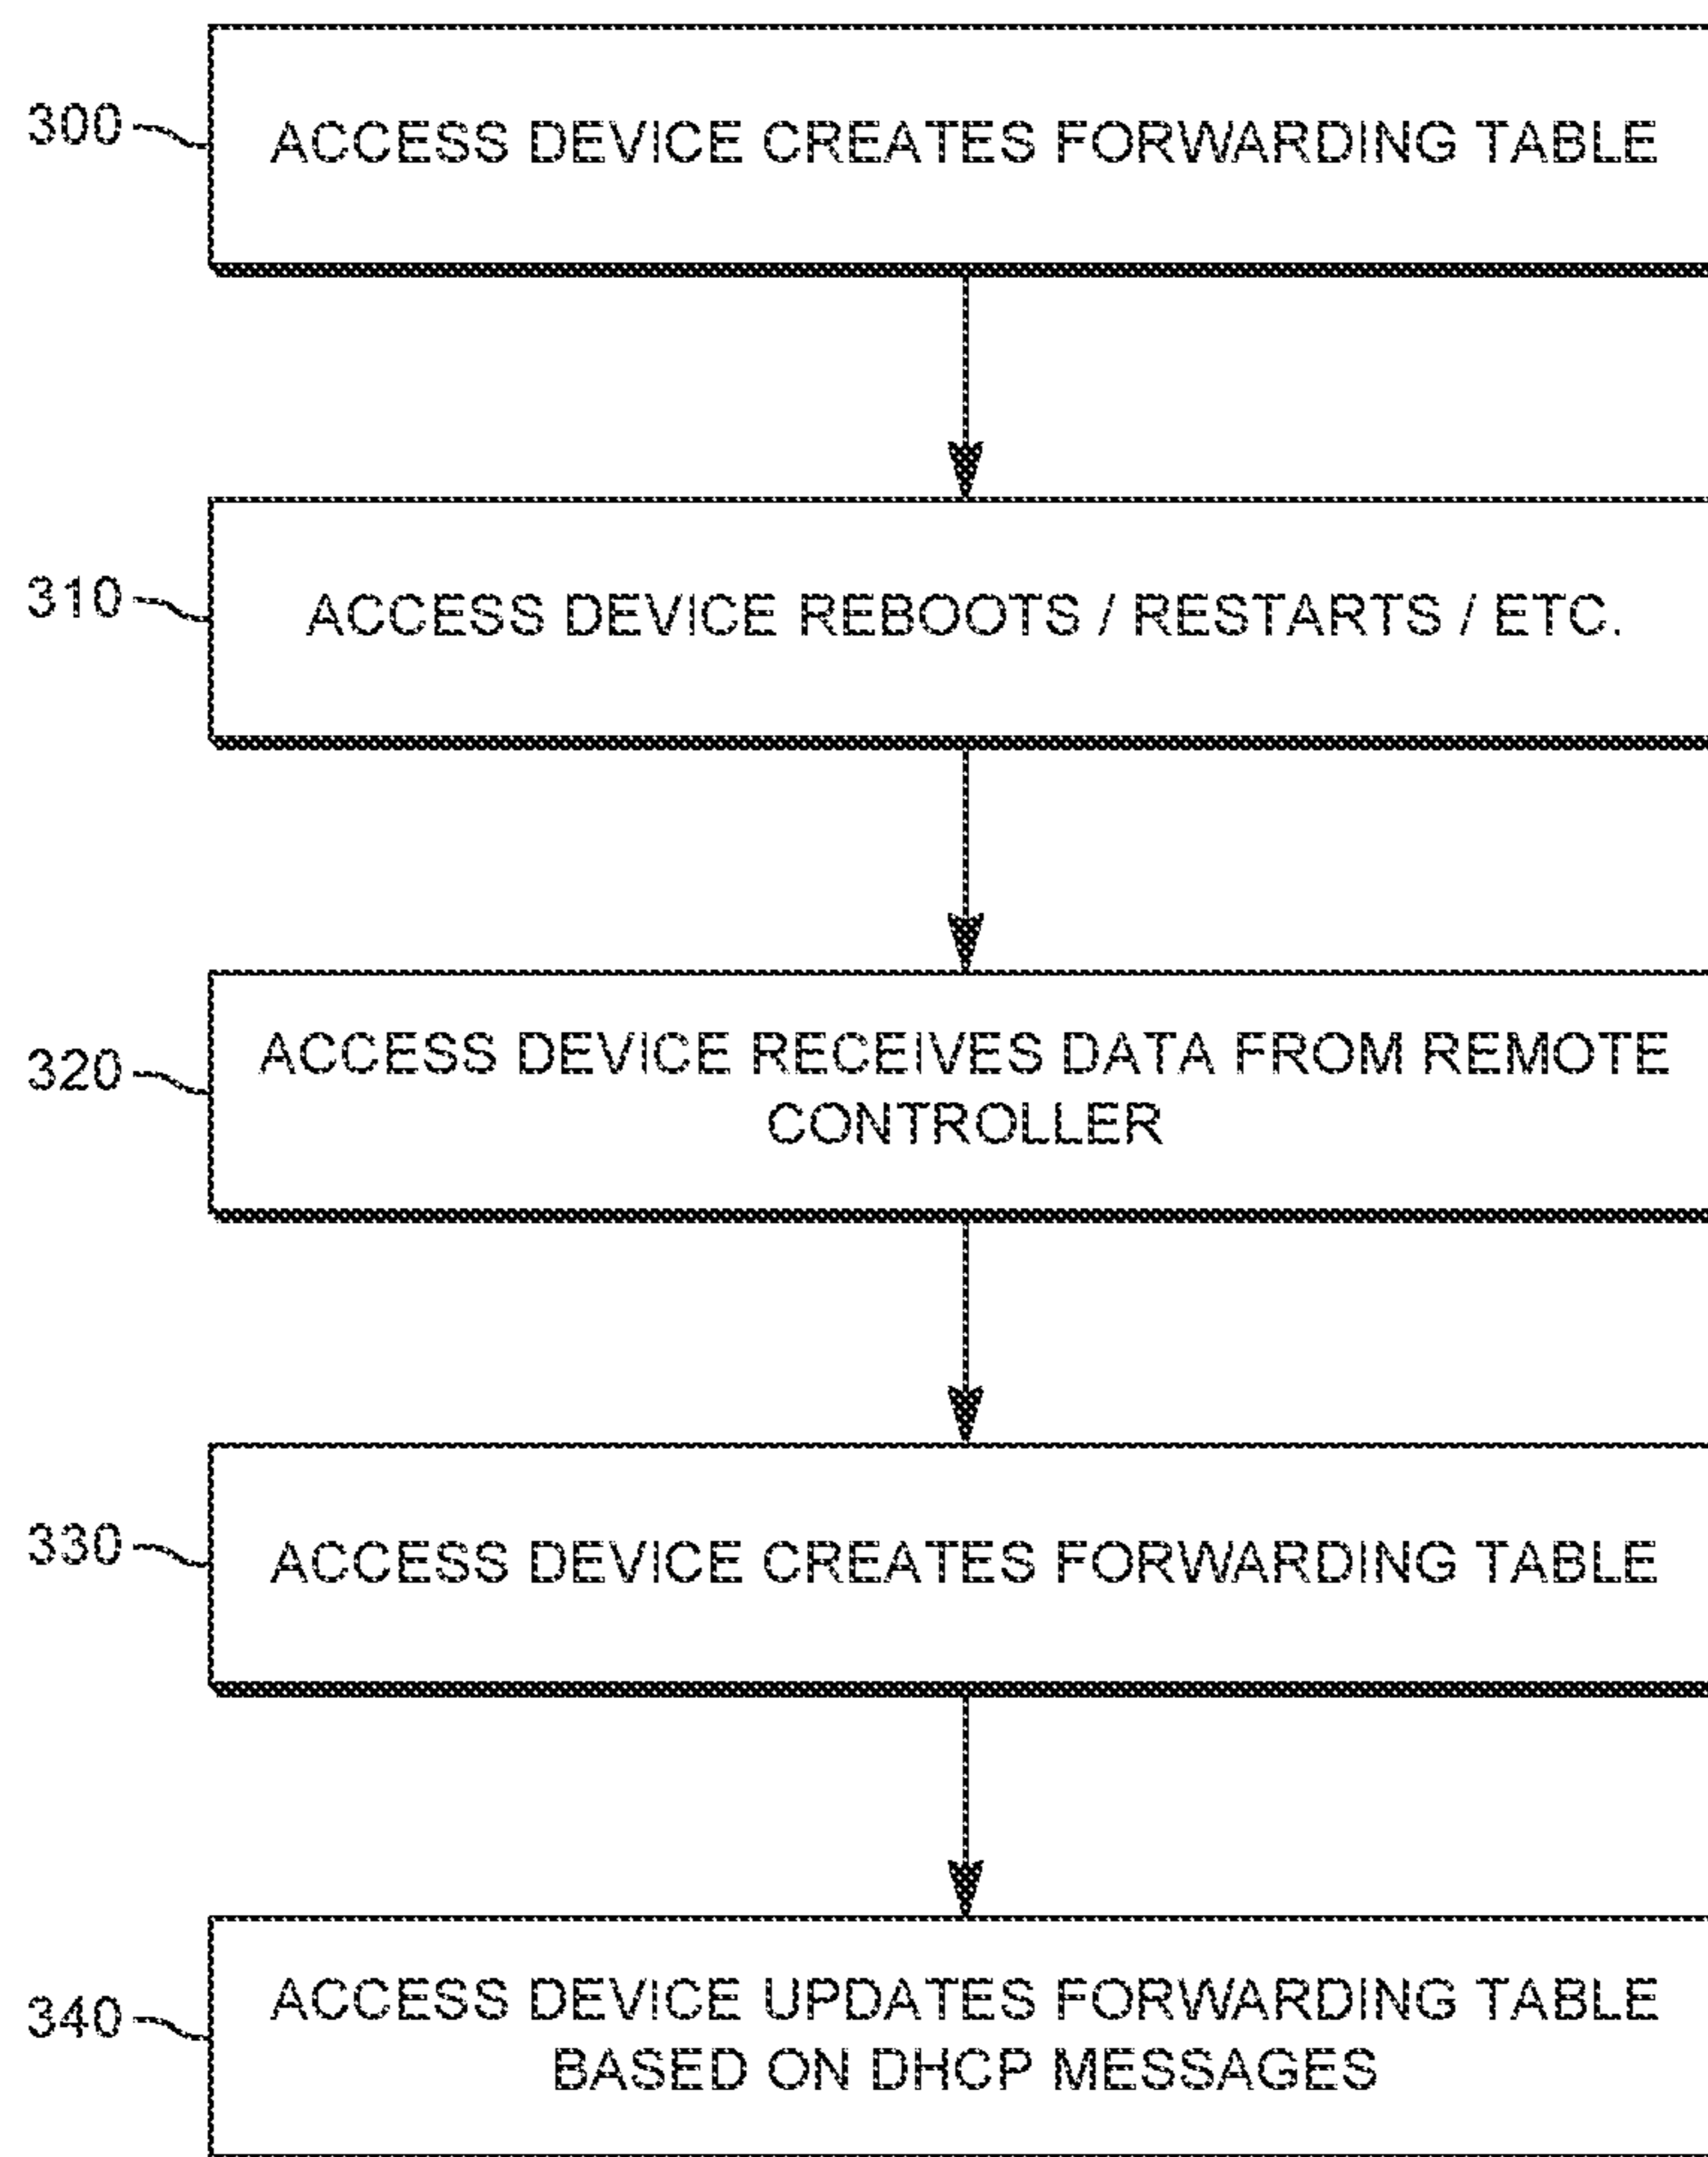 300
ACCESS DEVICE CREATES FORWARDING TABLE
310
ACCESS DEVICE REBOOTS / RESTARTS / ETC.
320
ACCESS DEVICE RECEIVES DATA FROM REMOTE
CONTROLLER
330
ACCESS DEVICE CREATES FORWARDING TABLE
340
ACCESS DEVICE UPDATES FORWARDING TABLE
BASED ON DHCP MESSAGES